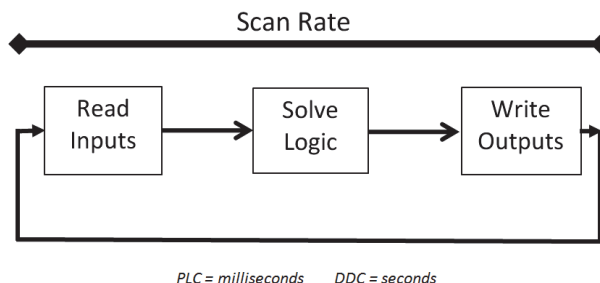 Scan Rate
Read
Inputs
Solve
Logic
Write
Outputs
PLC = milliseconds DDC = seconds